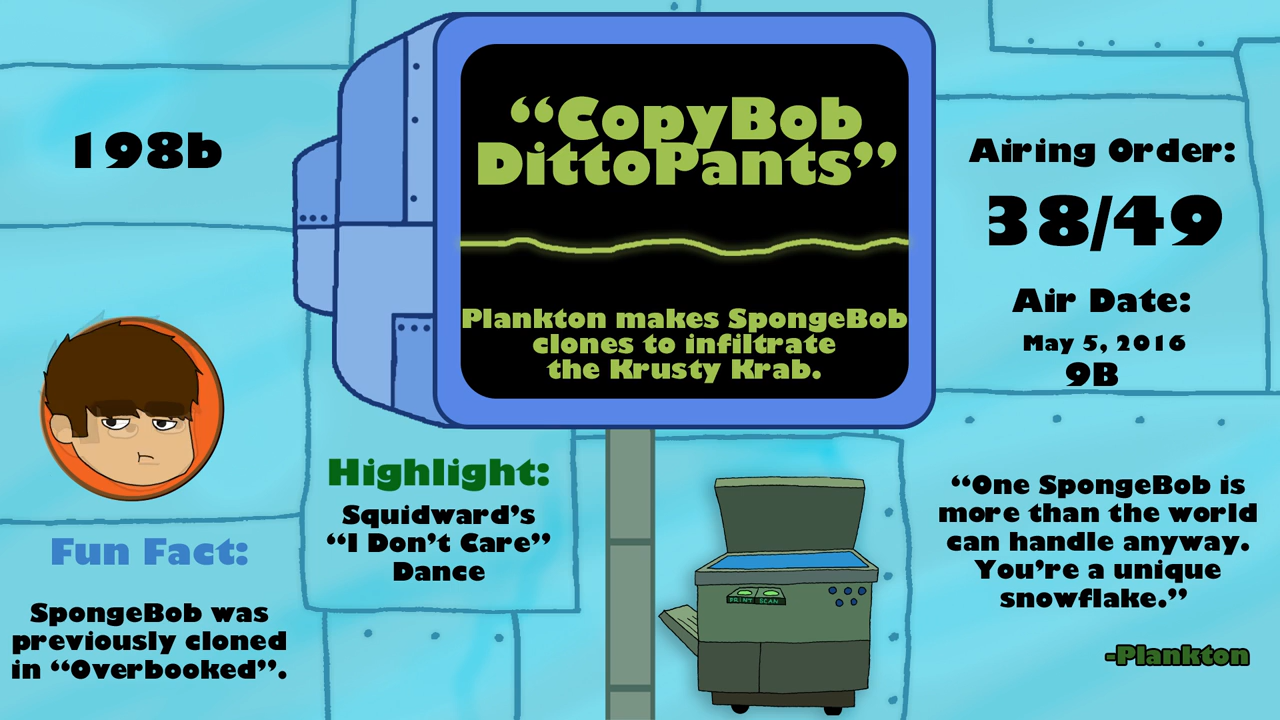 198b
“CopyBob
DittoPants”
Plankton makes SpongeBob
clones to infiltrate
the Krusty Krab.
Airing Order:
38/49
Air Date:
May 5, 2016
9B
Fun Fact:
SpongeBob was
previously cloned
in “Overbooked”.
Highlight:
Squidward’s
“I Don’t Care”
Dance
PRINT SCAN
“One SpongeBob is
more than the world
can handle anyway.
You’re a unique
snowflake.”
-Plankton